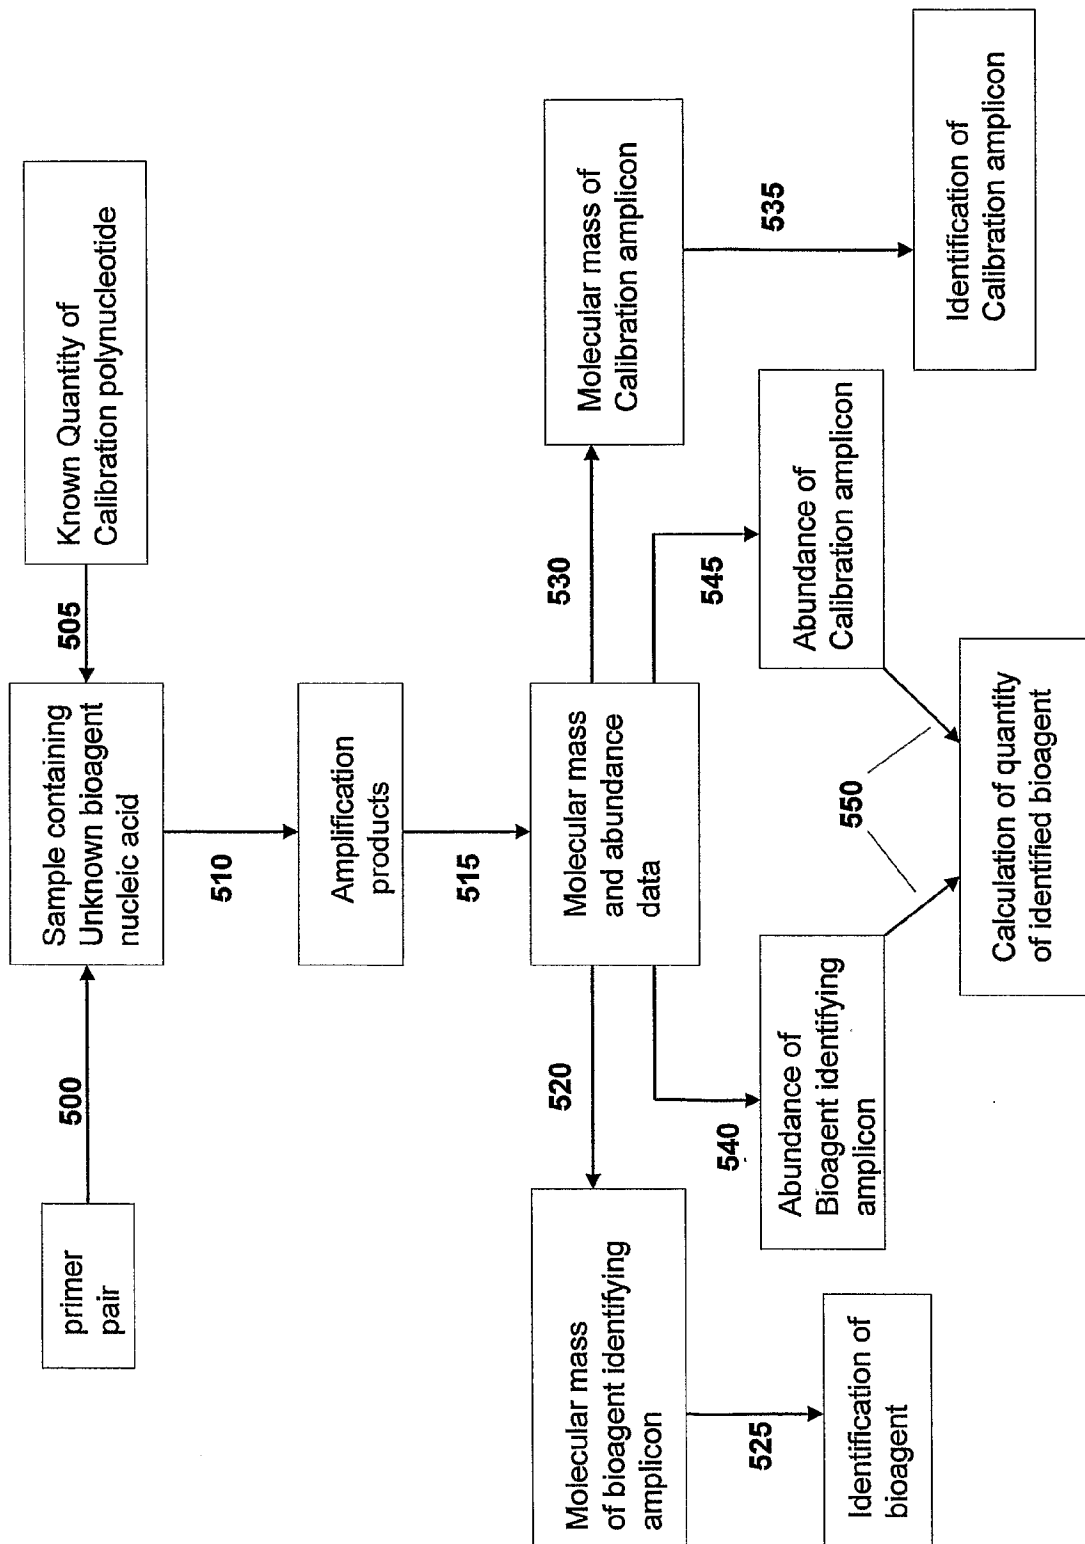 primer
pair
500
Sample containing
Unknown bioagent
nucleic acid
505
Known Quantity of
Calibration polynucleotide
510
Amplification
products
515
Molecular mass
and abundance
data
520
Molecular mass
of bioagent identifying
amplicon
525
Identification of
bioagent
530
Molecular mass of
Calibration amplicon
535
Identification of
Calibration amplicon
540
Abundance of
Bioagent identifying
amplicon
545
Abundance of
Calibration amplicon
550
Calculation of quantity
of identified bioagent